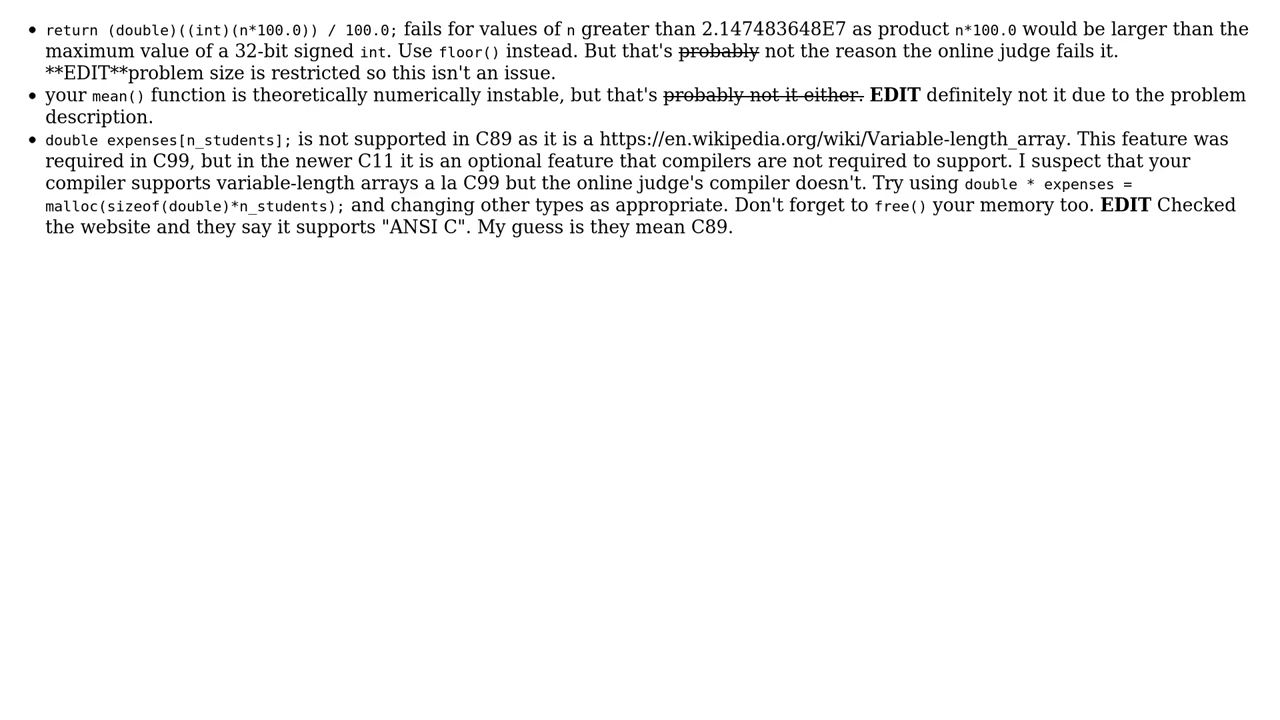 • return (double)((int)(n*100.0)) / 100.0; fails for values of n greater than 2.147483648E7 as product n*100.0 would be larger than the
maximum value of a 32-bit signed int. Use floor() instead. But that's probably not the reason the online judge fails it.
**EDIT**problem size is restricted so this isn't an issue.
• your mean() function is theoretically numerically instable, but that's probably not it either. EDIT definitely not it due to the problem
description.
• double expenses[n_students]; is not supported in C89 as it is a https://en.wikipedia.org/wiki/Variable-length_array. This feature was
required in C99, but in the newer C11 it is an optional feature that compilers are not required to support. I suspect that your
compiler supports variable-length arrays a la C99 but the online judge's compiler doesn't. Try using double * expenses =
malloc(sizeof(double)*n_students); and changing other types as appropriate. Don't forget to free() your memory too. EDIT Checked
the website and they say it supports "ANSI C". My guess is they mean C89.